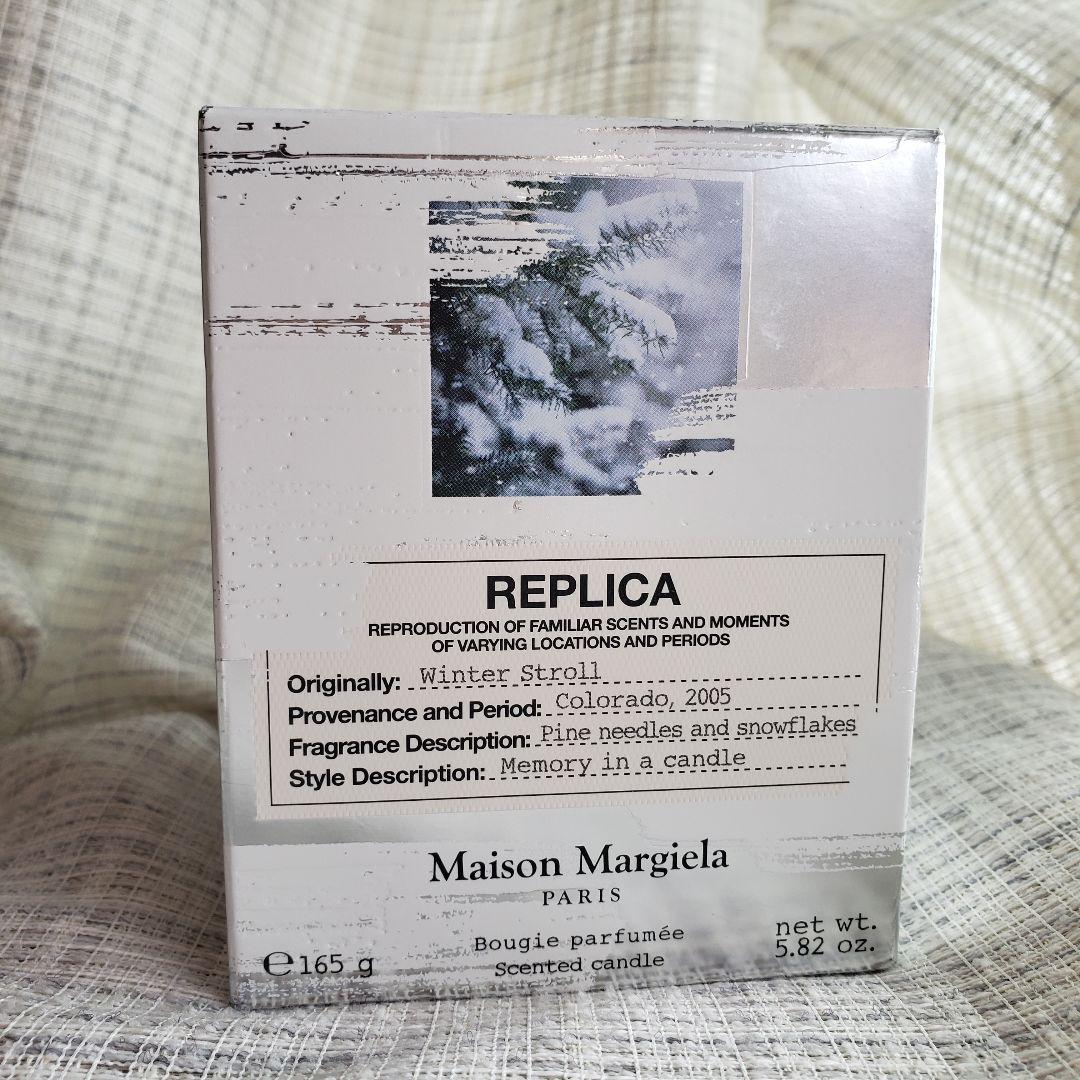 REPLICA
REPRODUCTION OF FAMILIAR SCENTS AND MOMENTS
OF VARYING LOCATIONS AND PERIODS
Originally: Winter Stroll
Provenance and Period: Colorado, 2005
Fragrance Description: Pine needles and snowflakes
Style Description: Memory in a candle
Maison Margiela
PARIS
Bougie parfumée
Scented candle
℮ 165 g
net wt.
5.82 oz.